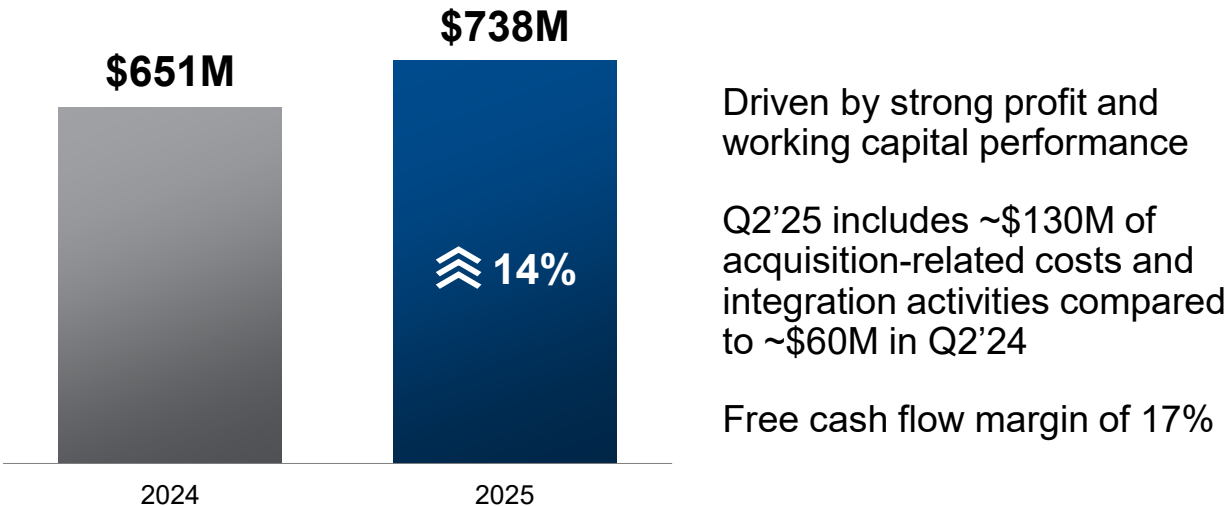 $738M
$651M
14%
2024
2025
Driven by strong profit and
working capital performance
Q2’25 includes ~$130M of
acquisition-related costs and
integration activities compared
to ~$60M in Q2’24
Free cash flow margin of 17%